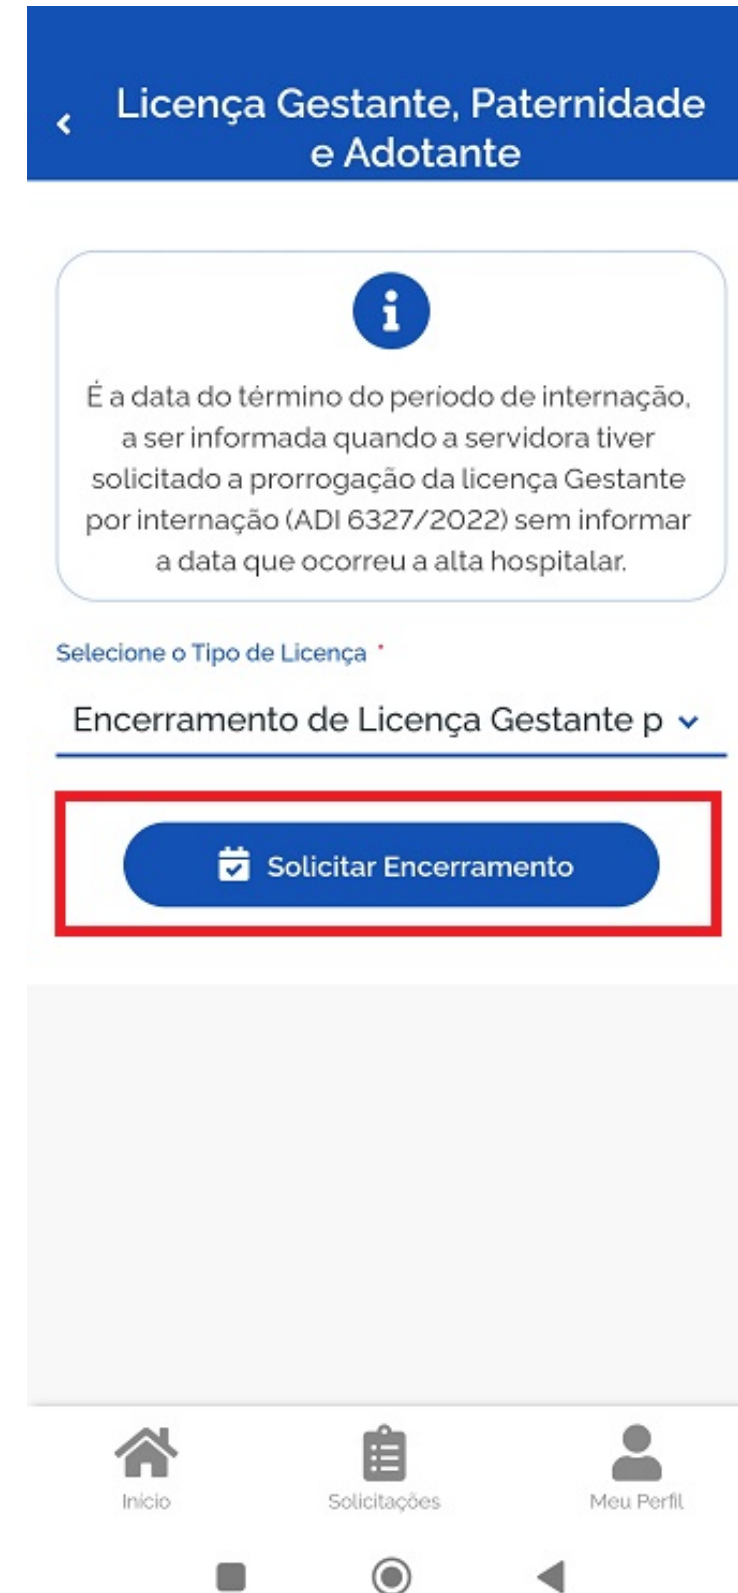 Licença Gestante, Paternidade
e Adotante
É a data do término do período de internação,
a ser informada quando a servidora tiver
solicitado a prorrogação da licença Gestante
por internação (ADI 6327/2022) sem informar
a data que ocorreu a alta hospitalar.
Selecione o Tipo de Licença *
Encerramento de Licença Gestante p
Solicitar Encerramento
Início
Solicitações
Meu Perfil